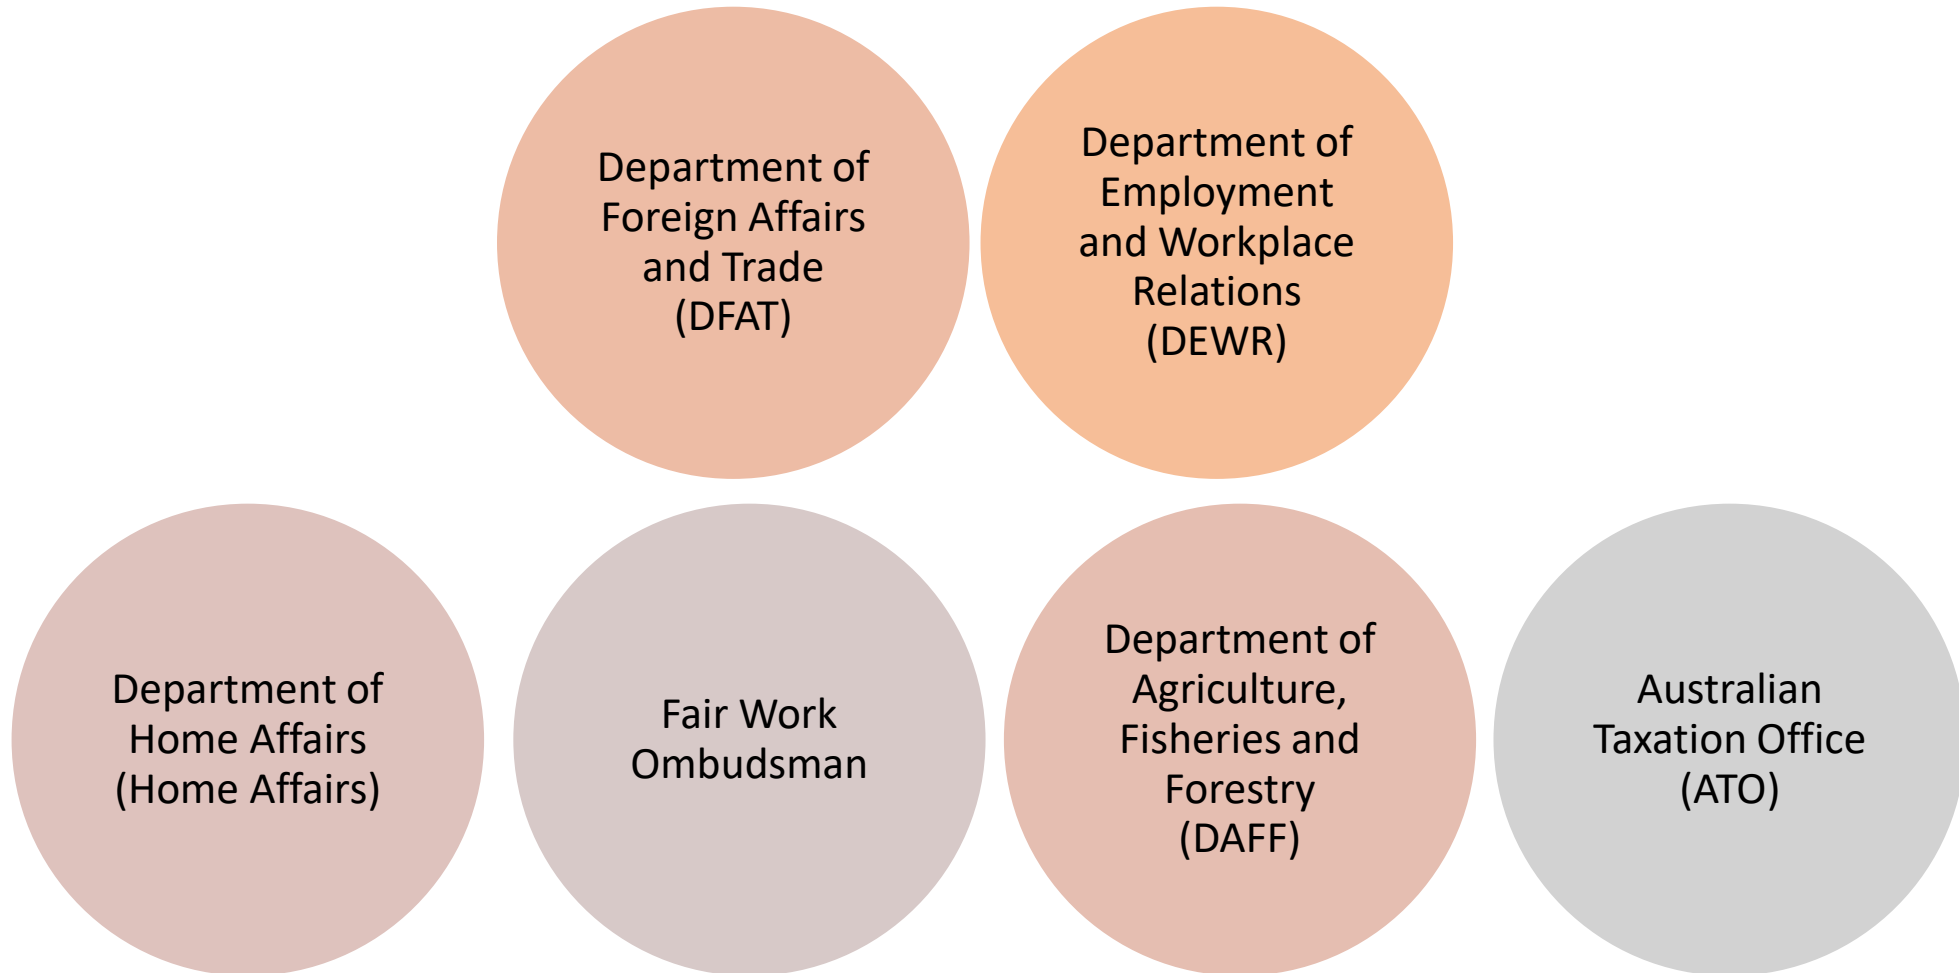 Department of
Foreign Affairs
and Trade
(DFAT)
Department of
Employment
and Workplace
Relations
(DEWR)
Department of
Home Affairs
(Home Affairs)
Fair Work
Ombudsman
Department of
Agriculture,
Fisheries and
Forestry
(DAFF)
Australian
Taxation Office
(ATO)